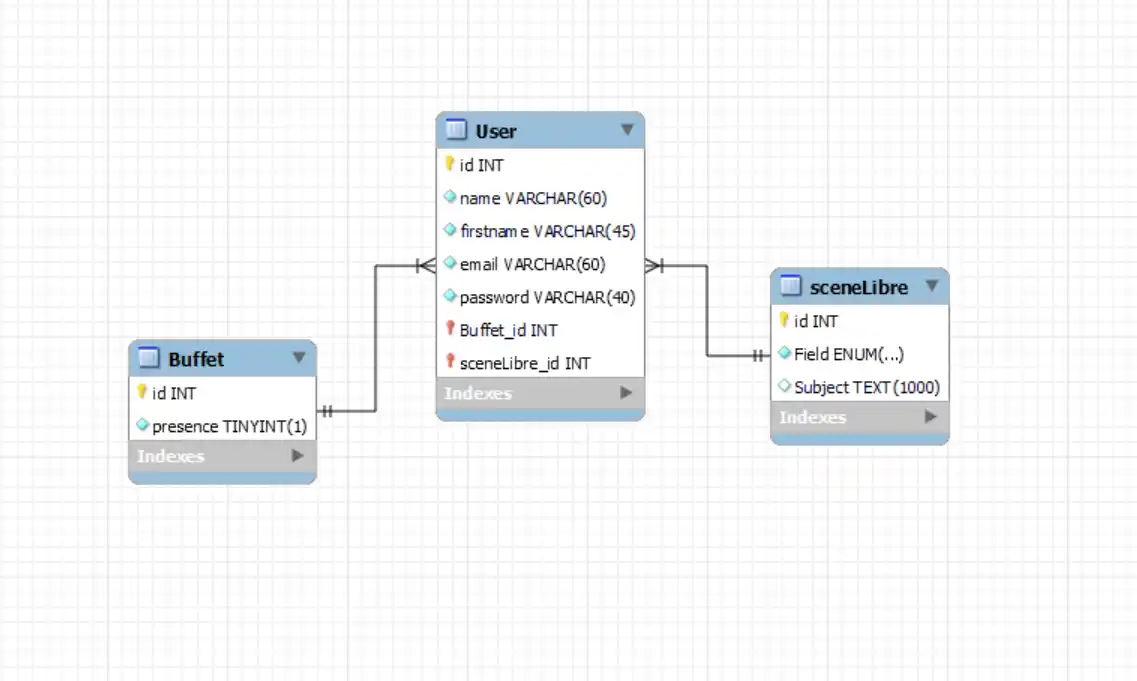 User
id INT
name VARCHAR(60)
firstname VARCHAR(45)
email VARCHAR(60)
password VARCHAR(40)
Buffet_id INT
sceneLibre_id INT
Indexes
Buffet
id INT
presence TINYINT(1)
Indexes
sceneLibre
id INT
Field ENUM(...)
Subject TEXT(1000)
Indexes